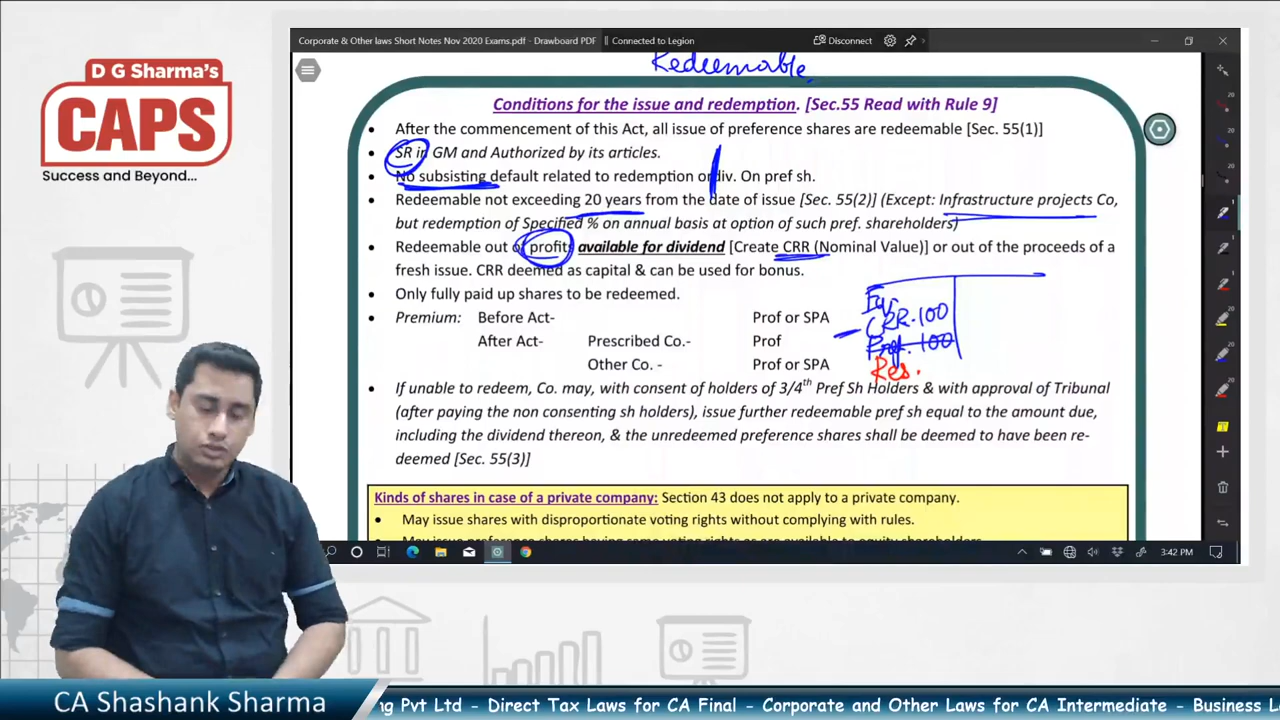 D G SHARMA'S
CAPS
Success and Beyond...
Corporate & Other laws Short Notes Nov 2020 Exams.pdf - Drawboard PDF
Connected to Legion
Disconnect
Redeemable
Conditions for the issue and redemption. [Sec.55 Read with Rule 9]
• After the commencement of this Act, all issue of preference shares are redeemable [Sec. 55(1)]
• SR in GM and Authorized by its articles.
• No subsisting default related to redemption or div. On pref sh.
• Redeemable not exceeding 20 years from the date of issue [Sec. 55(2)] (Except: Infrastructure projects Co,
but redemption of Specified % on annual basis at option of such pref. shareholders)
• Redeemable out of profits available for dividend [Create CRR (Nominal Value)] or out of the proceeds of a
fresh issue. CRR deemed as capital & can be used for bonus.
• Only fully paid up shares to be redeemed.
• Premium: Before Act- Prof or SPA
After Act- Prescribed Co.- Prof
Other Co. - Prof or SPA
CRR. 100
Pref. 100
Res.
• If unable to redeem, Co. may, with consent of holders of 3/4th Pref Sh Holders & with approval of Tribunal
(after paying the non consenting sh holders), issue further redeemable pref sh equal to the amount due,
including the dividend thereon, & the unredeemed preference shares shall be deemed to have been re-
deemed [Sec. 55(3)]
Kinds of shares in case of a private company: Section 43 does not apply to a private company.
• May issue shares with disproportionate voting rights without complying with rules.
3:42 PM
CA Shashank Sharma
ng Pvt Ltd - Direct Tax Laws for CA Final - Corporate and Other Laws for CA Intermediate - Business L